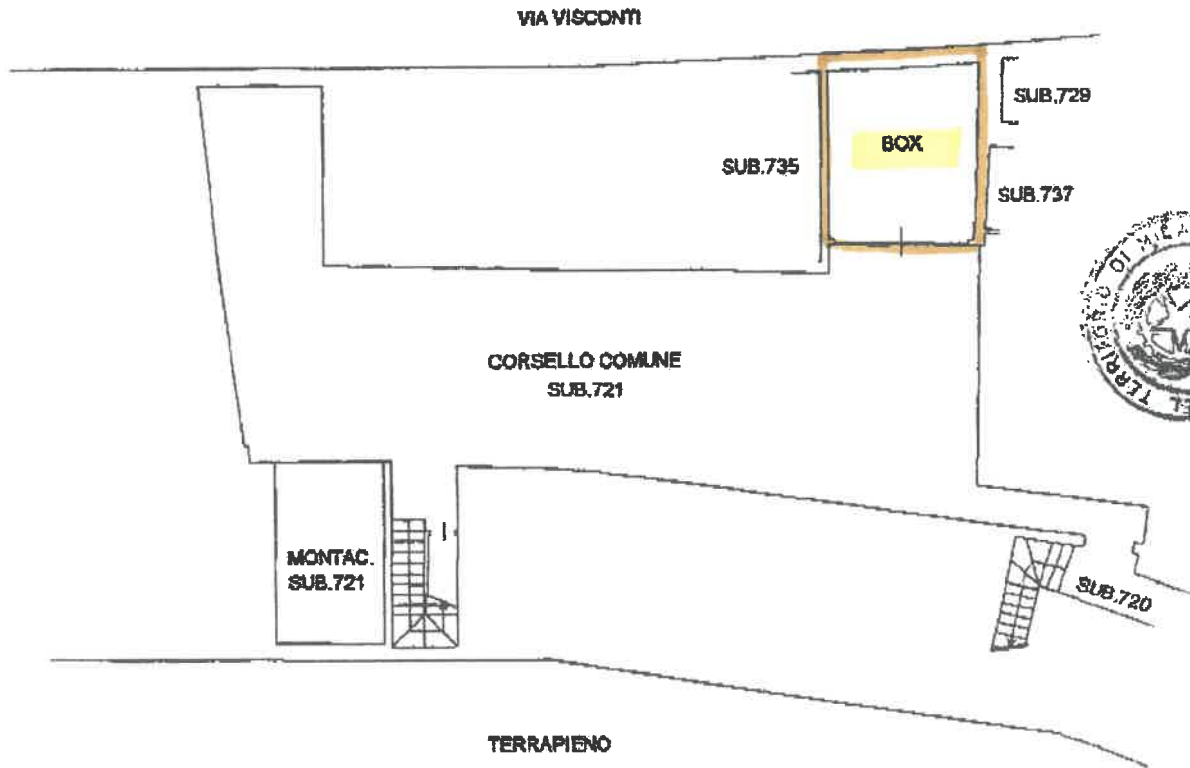 VIA VISCONTI
SUB.729
BOX
SUB.735
SUB.737
CORSELLO COMUNE
SUB.721
MONTAC.
SUB.721
SUB.720
TERRAPIENO